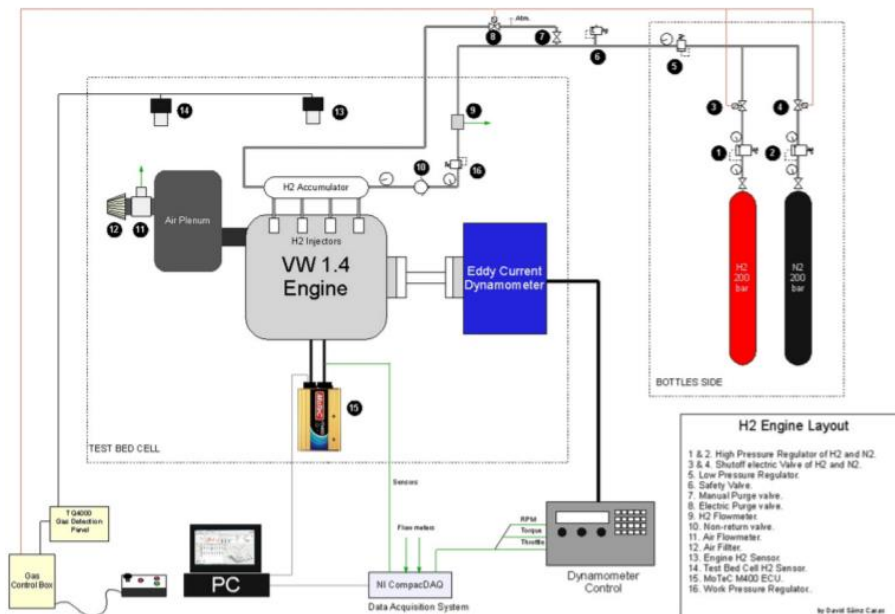 8
Atm.
7
6
5
14
13
9
3
4
16
10
1
2
H2 Accumulator
12
11
Air Plenum
H2 Injectors
VW 1.4
Engine
Eddy Current
Dynamometer
H2
200
bar
N2
200
bar
15
BOTTLES SIDE
TEST BED CELL
H2 Engine Layout
1 & 2. High Pressure Regulator of H2 and N2.
3 & 4. Shutoff electric Valve of H2 and N2.
5. Low Pressure Regulator.
6. Safety Valve.
7. Manual Purge valve.
8. Electric Purge valve.
9. H2 Flowmeter.
10. Non-return valve.
11. Air Flowmeter.
12. Air Fillter.
13. Engine H2 Sensor.
14. Test Bed Cell H2 Sensor.
15. MoTeC M400 ECU.
16. Work Pressure Regulator..
Sensors
TQ4000
Gas Detection
Panel
Flow meters
RPM
Torque
Throttle
Gas
Control Box
PC
NI CompacDAQ
Data Acquisition System
Dynamometer
Control
by David Sáinz Casas